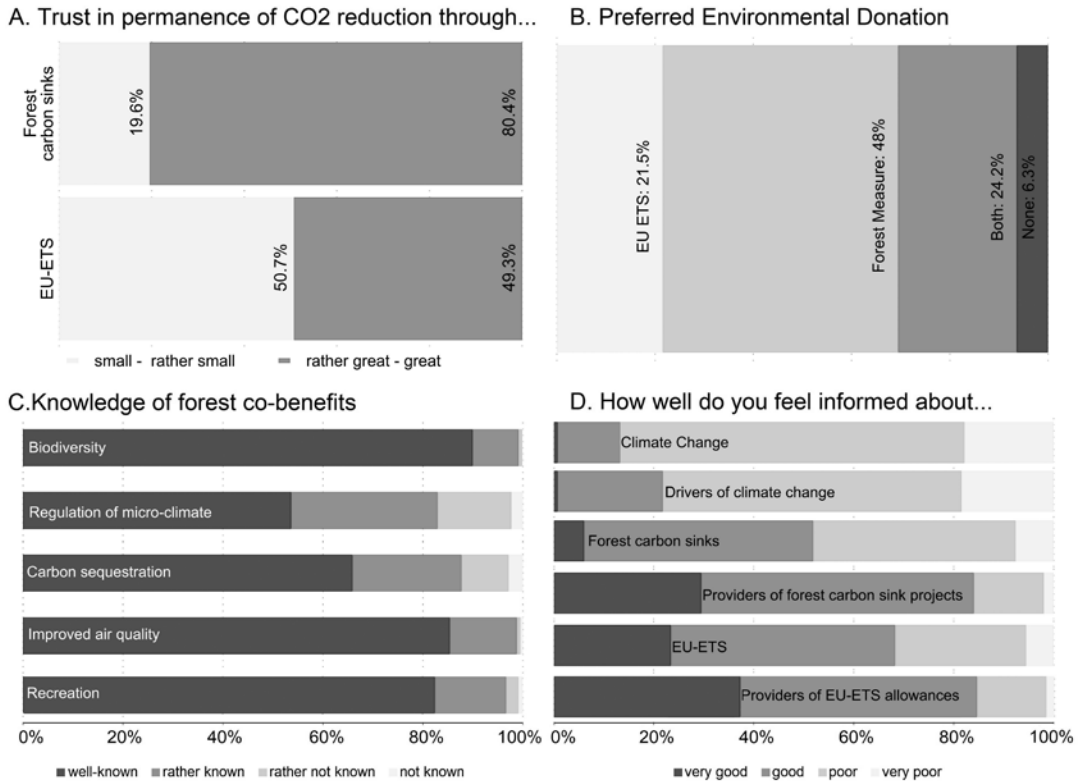 A. Trust in permanence of CO2 reduction through...
Forest
carbon sinks
19.6%
80.4%
EU-ETS
50.7%
49.3%
small - rather small
rather great - great
B. Preferred Environmental Donation
EU ETS: 21.5%
Forest Measure: 48%
Both: 24.2%
None: 6.3%
C.Knowledge of forest co-benefits
Biodiversity
Regulation of micro-climate
Carbon sequestration
Improved air quality
Recreation
0% 20% 40% 60% 80% 100%
well-known rather known rather not known not known
D. How well do you feel informed about...
Climate Change
Drivers of climate change
Forest carbon sinks
Providers of forest carbon sink projects
EU-ETS
Providers of EU-ETS allowances
0% 20% 40% 60% 80% 100%
very good good poor very poor